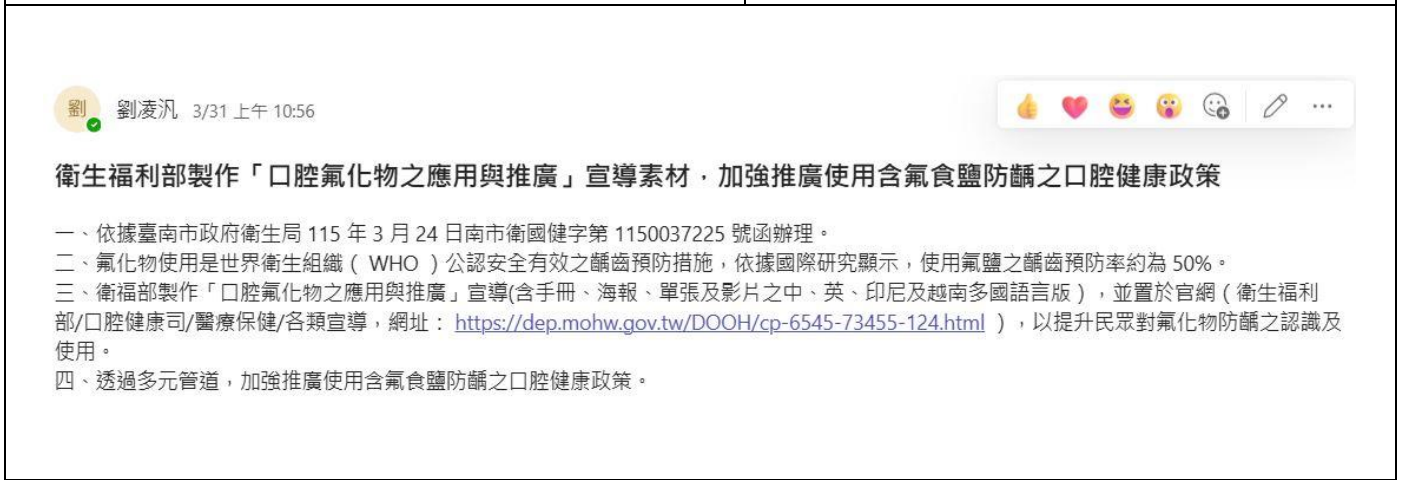 劉 劉凌汎 3/31 上午 10:56
衛生福利部製作「口腔氟化物之應用與推廣」宣導素材，加強推廣使用含氟食鹽防齲之口腔健康政策
一、依據臺南市政府衛生局 115 年 3 月 24 日南市衛國健字第 1150037225 號函辦理。
二、氟化物使用是世界衛生組織（ WHO ）公認安全有效之齲齒預防措施，依據國際研究顯示，使用氟鹽之齲齒預防率約為 50%。
三、衛福部製作「口腔氟化物之應用與推廣」宣導(含手冊、海報、單張及影片之中、英、印尼及越南多國語言版），並置於官網（衛生福利
部/口腔健康司/醫療保健/各類宣導，網址： https://dep.mohw.gov.tw/DOOH/cp-6545-73455-124.html ），以提升民眾對氟化物防齲之認識及
使用。
四、透過多元管道，加強推廣使用含氟食鹽防齲之口腔健康政策。